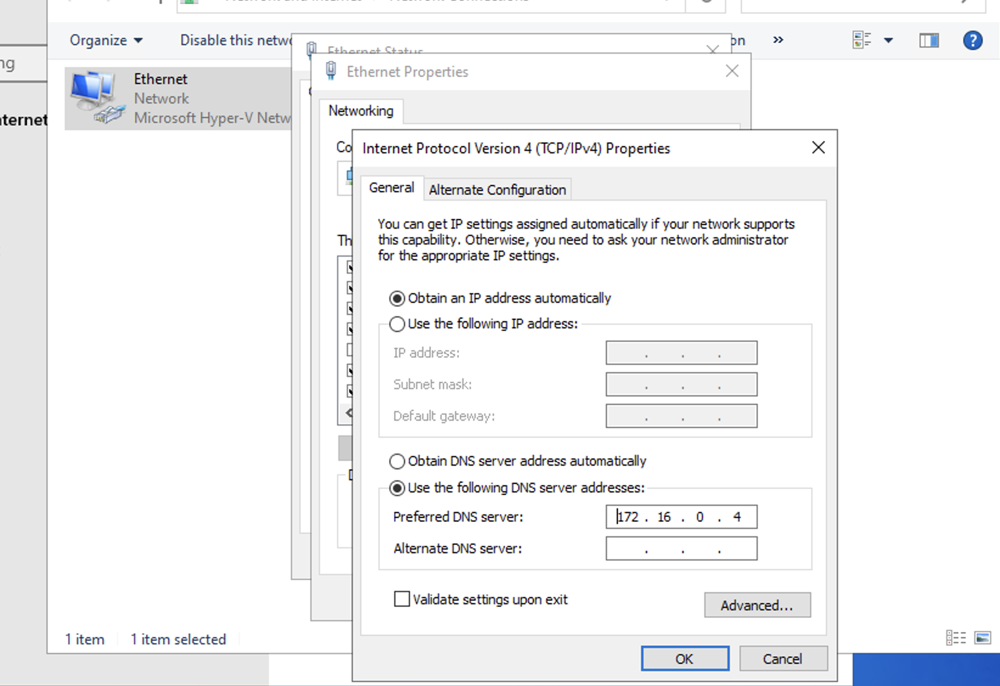 Organize
Disable this netwo
on
»
Ethernet Status
Ethernet Properties
ng
Ethernet
Network
Microsoft Hyper-V Netw
nternet
Networking
Co
Internet Protocol Version 4 (TCP/IPv4) Properties
General
Alternate Configuration
You can get IP settings assigned automatically if your network supports
this capability. Otherwise, you need to ask your network administrator
for the appropriate IP settings.
Th
Obtain an IP address automatically
Use the following IP address:
IP address:
Subnet mask:
Default gateway:
Obtain DNS server address automatically
Use the following DNS server addresses:
Preferred DNS server: 172 . 16 . 0 . 4
Alternate DNS server:
Validate settings upon exit
Advanced...
1 item
1 item selected
OK
Cancel